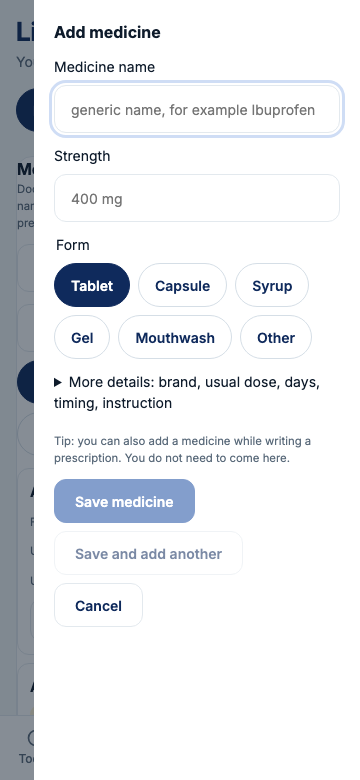 Add medicine
Medicine name
generic name, for example Ibuprofen
Strength
400 mg
Form
Tablet
Capsule
Syrup
Gel
Mouthwash
Other
▶ More details: brand, usual dose, days,
timing, instruction
Tip: you can also add a medicine while writing a
prescription. You do not need to come here.
Save medicine
Save and add another
Cancel